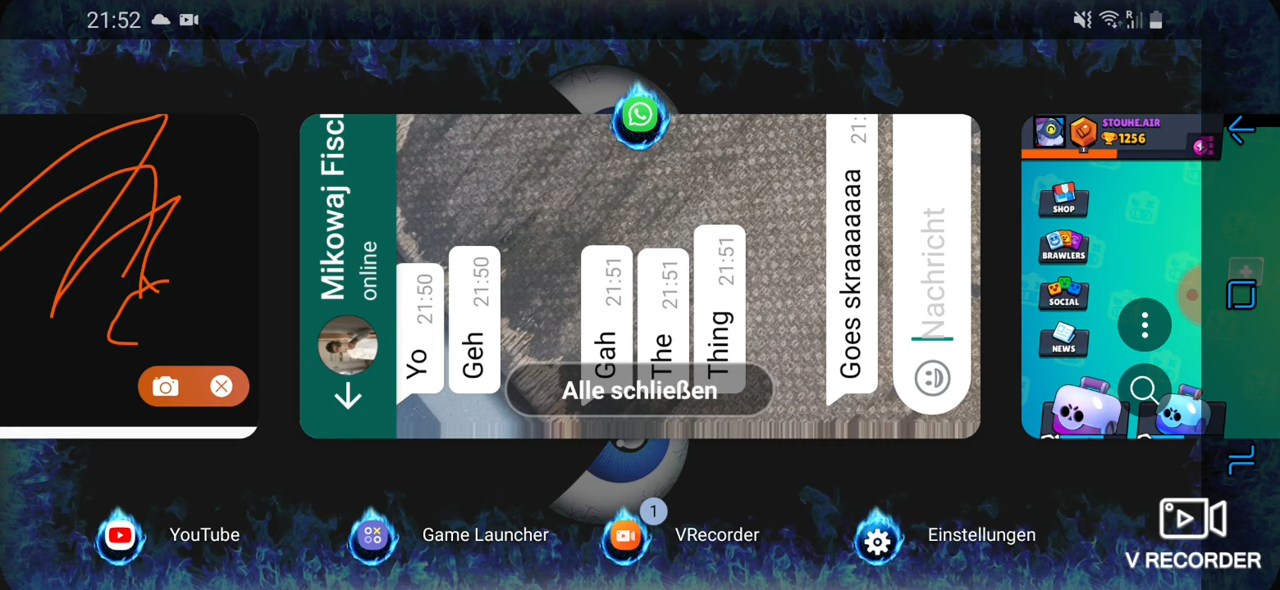 21:52
R
Mikowaj Fisch
online
Yo 21:50
Geh 21:50
Gah 21:51
The 21:51
Thing 21:51
Goes skraaaaaaa 21:
Nachricht
Alle schließen
STOUHE.AIR
1256
SHOP
BRAWLERS
SOCIAL
NEWS
YouTube
Game Launcher
1
VRecorder
Einstellungen
V RECORDER